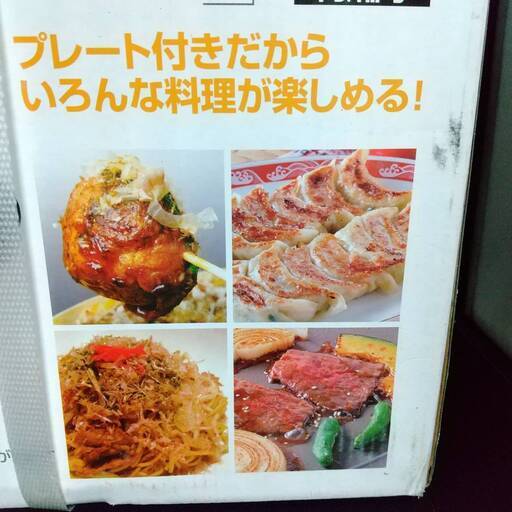 プレート付きだから
いろんな料理が楽しめる!
が